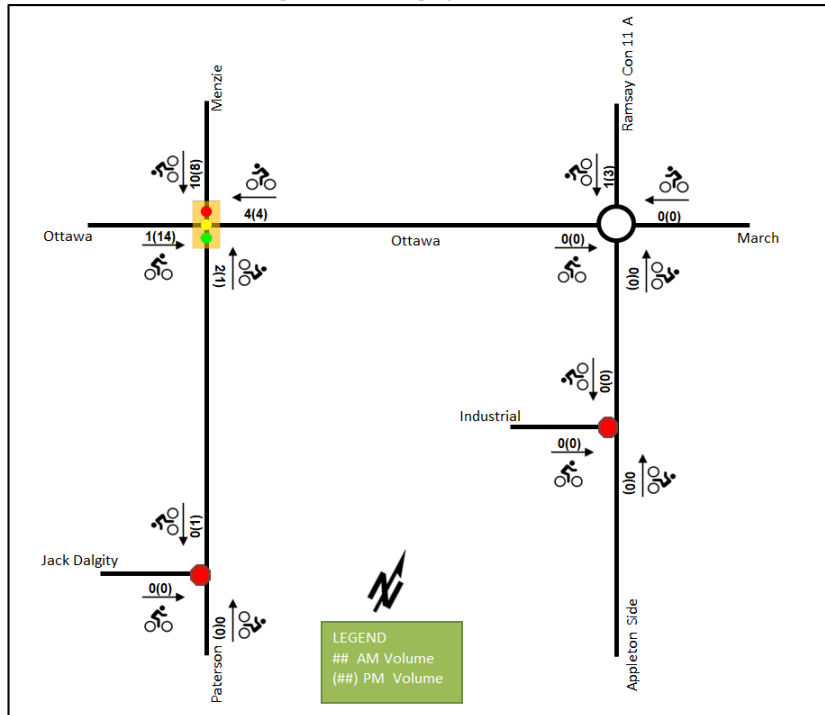 Menzie
Ramsay Con 11 A
10(8)
1(3)
4(4)
0(0)
Ottawa
1(14)
Ottawa
0(0)
March
2(1)
0(0)
0(0)
Industrial
0(0)
0(0)
0(1)
Jack Dalgity
0(0)
0(0)
Paterson
Appleton Side
N
LEGEND
## AM Volume
(##) PM Volume